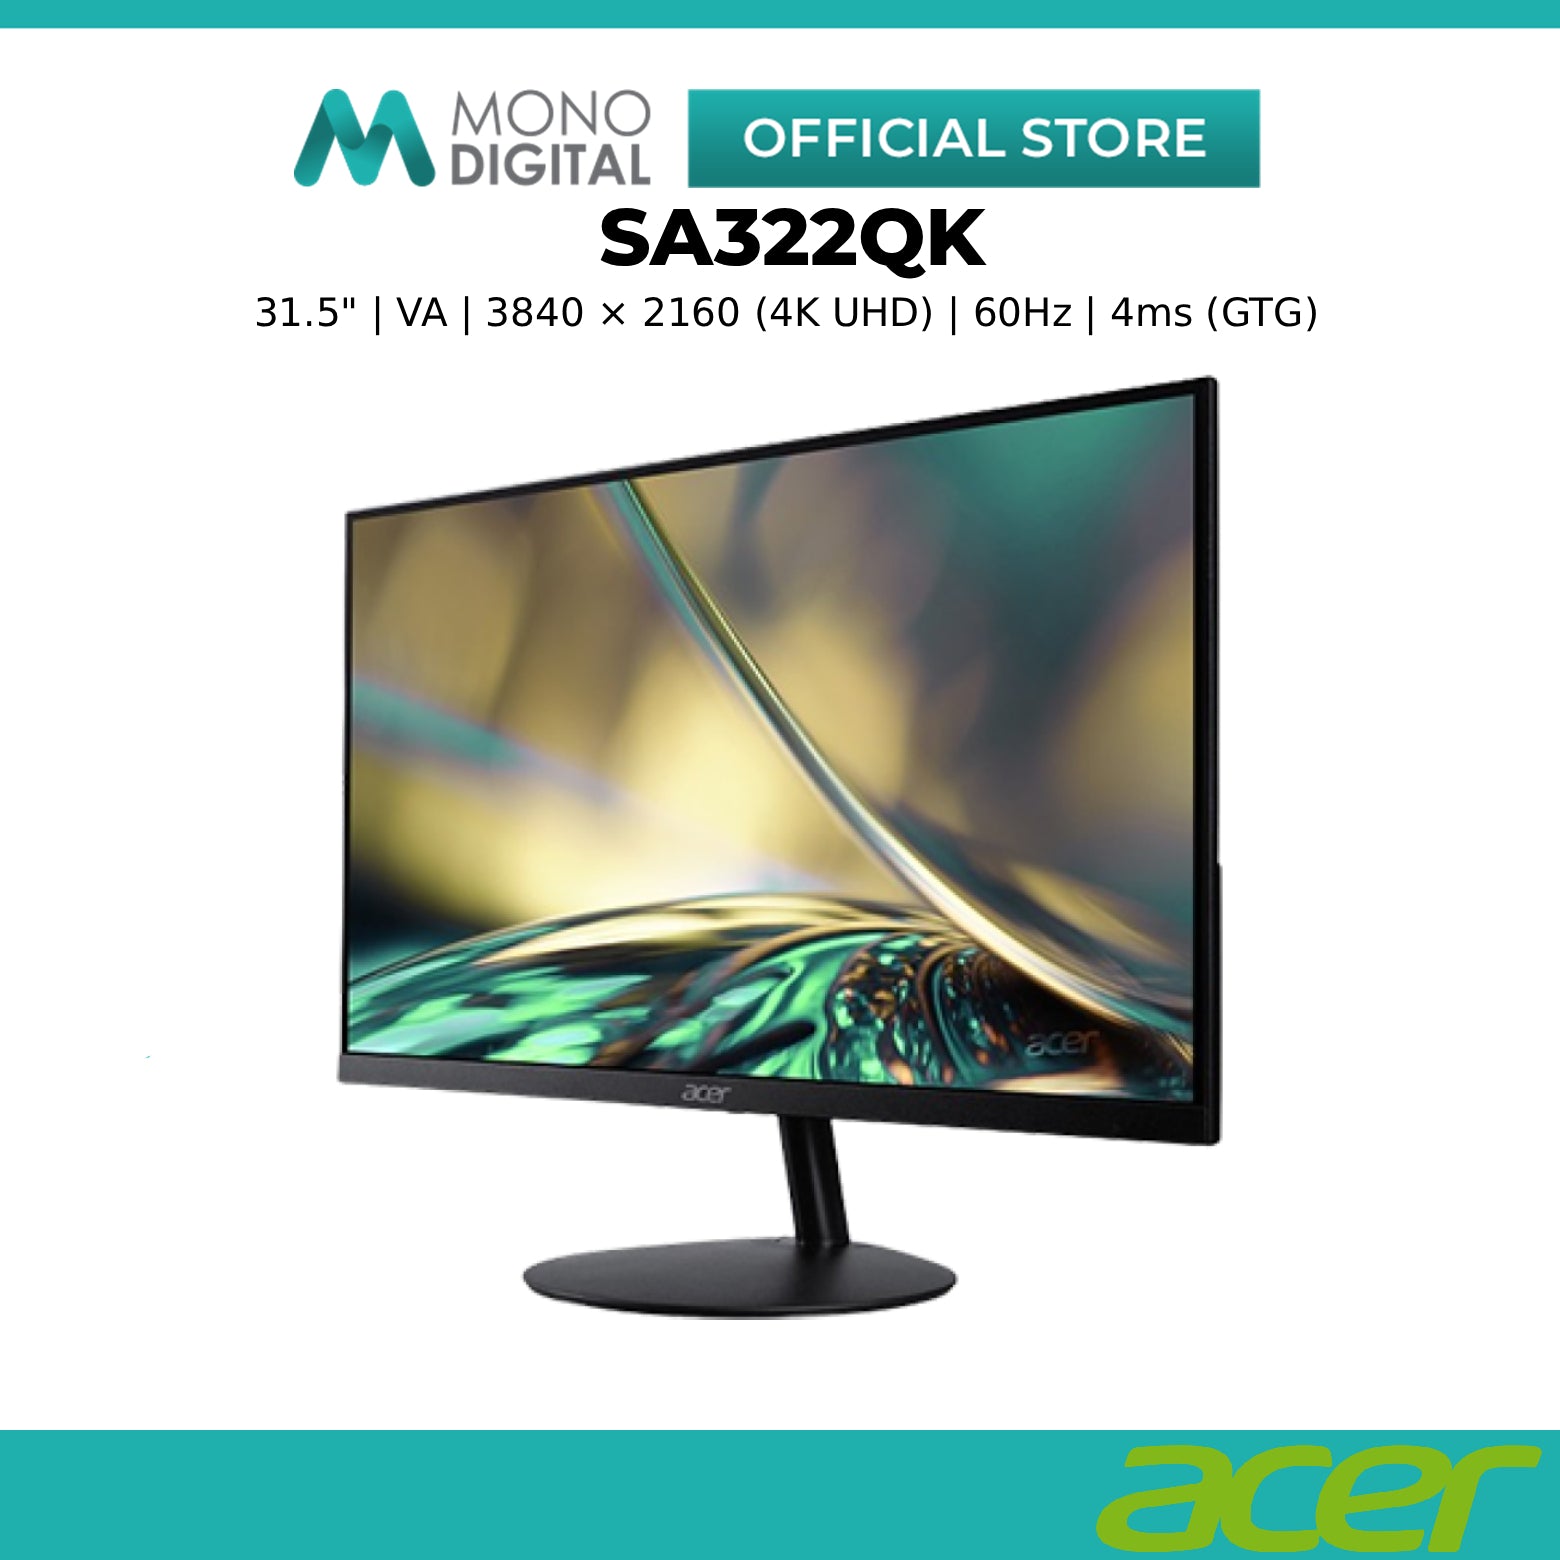 MONO
DIGITAL
OFFICIAL STORE
SA322QK
31.5" | VA | 3840 × 2160 (4K UHD) | 60Hz | 4ms (GTG)
acer
acer
acer